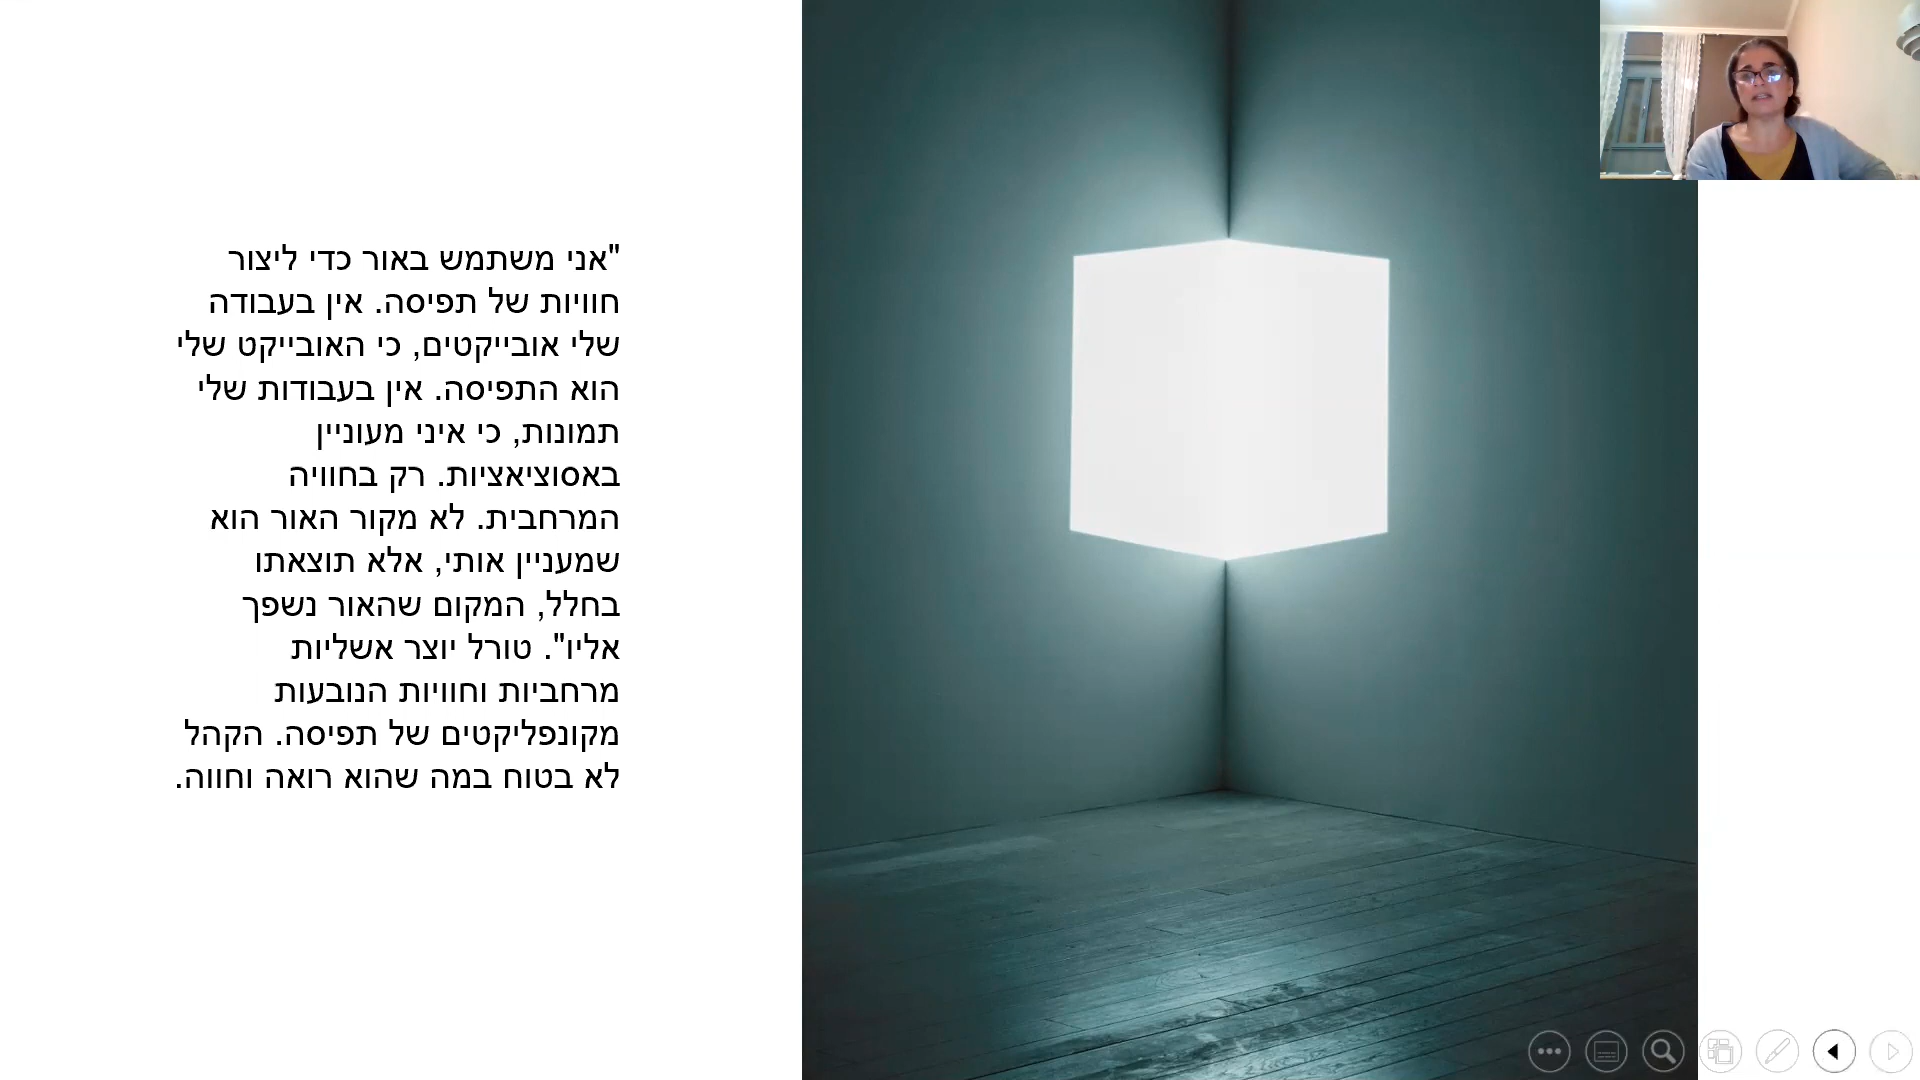 "אני משתמש באור כדי ליצור
חוויות של תפיסה. אין בעבודה
שלי אובייקטים, כי האובייקט שלי
הוא התפיסה. אין בעבודות שלי
תמונות, כי איני מעוניין
באסוציאציות. רק בחוויה
המרחבית. לא מקור האור הוא
שמעניין אותי, אלא תוצאתו
בחלל, המקום שהאור נשפך
אליו". טורל יוצר אשליות
מרחביות וחוויות הנובעות
מקונפליקטים של תפיסה. הקהל
לא בטוח במה שהוא רואה וחווה.